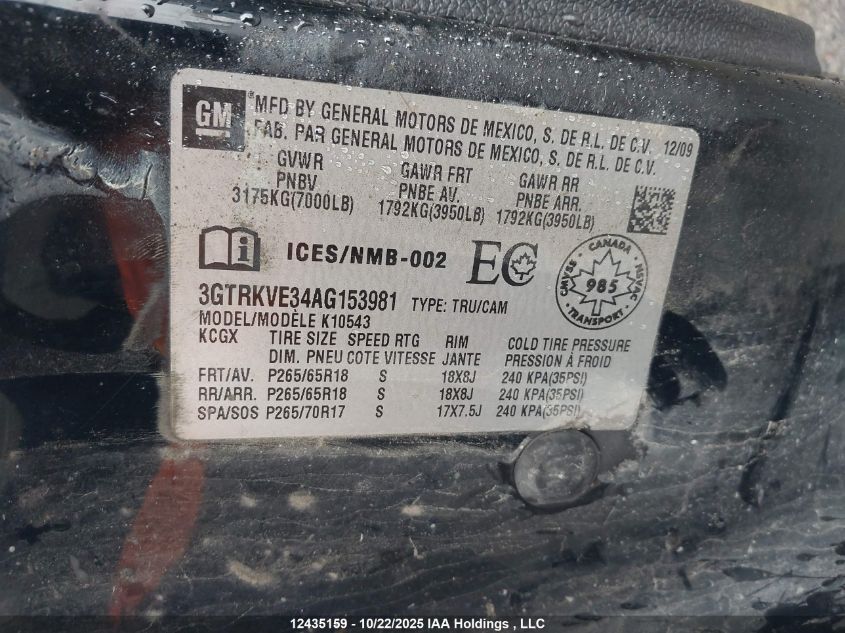 GM
MFD BY GENERAL MOTORS DE MEXICO, S. DE R.L. DE C.V. 12/09
FAB. PAR GENERAL MOTORS DE MEXICO, S. DE R.L. DE C.V.
GVWR GAWR FRT GAWR RR
PNBV PNBE AV. PNBE ARR.
3175KG(7000LB) 1792KG(3950LB) 1792KG(3950LB)
i ICES/NMB-002 EC
CANADA CMVSS NSVAC 985 TRANSPORT
3GTRKVE34AG153981 TYPE: TRU/CAM
MODEL/MODÈLE K10543
KCGX TIRE SIZE SPEED RTG RIM COLD TIRE PRESSURE
DIM. PNEU COTE VITESSE JANTE PRESSION À FROID
FRT/AV. P265/65R18 S 18X8J 240 KPA(35PSI)
RR/ARR. P265/65R18 S 18X8J 240 KPA(35PSI)
SPA/SOS P265/70R17 S 17X7.5J 240 KPA(35PSI)
12435159 - 10/22/2025 IAA Holdings, LLC